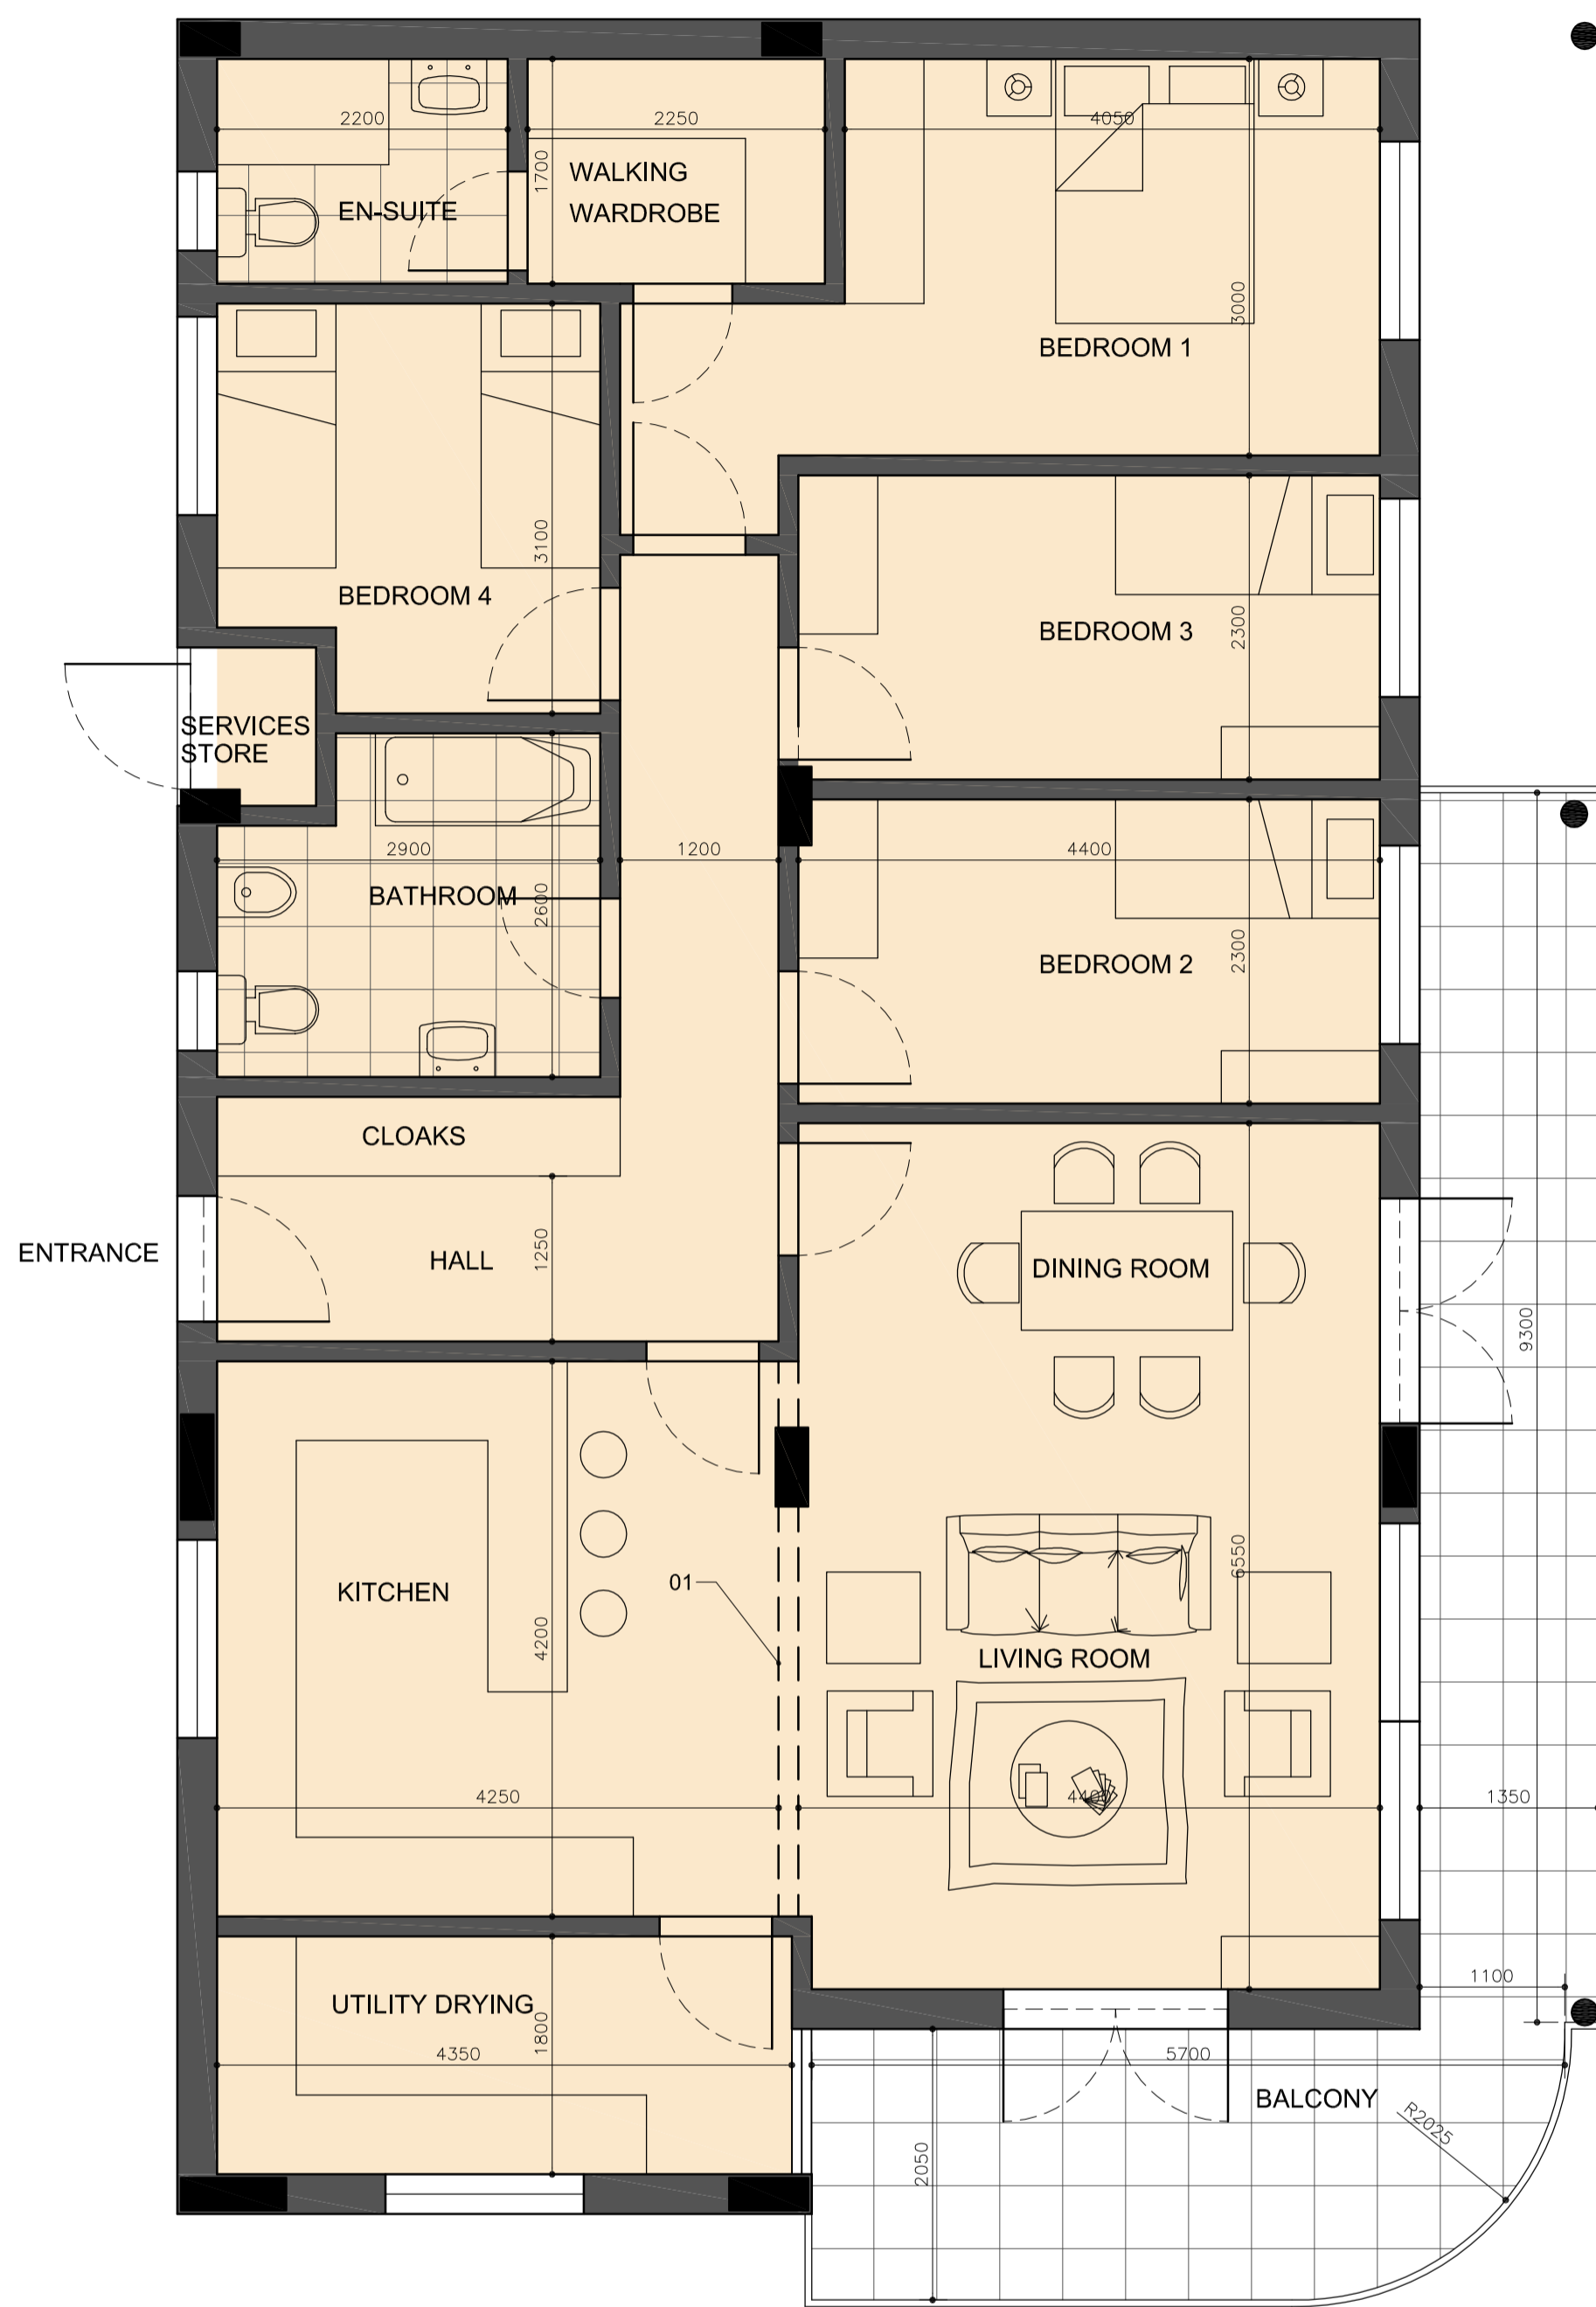 2200
2250
4050
1700
WALKING
WARDROBE
EN-SUITE
3000
BEDROOM 1
3100
BEDROOM 4
BEDROOM 3
2300
SERVICES
STORE
2900
1200
4400
BATHROOM
2600
2300
BEDROOM 2
CLOAKS
ENTRANCE
HALL
1250
DINING ROOM
9300
KITCHEN
01
4200
6550
LIVING ROOM
4250
4400
1350
1100
UTILITY DRYING
1800
4350
5700
BALCONY
R2025
2050